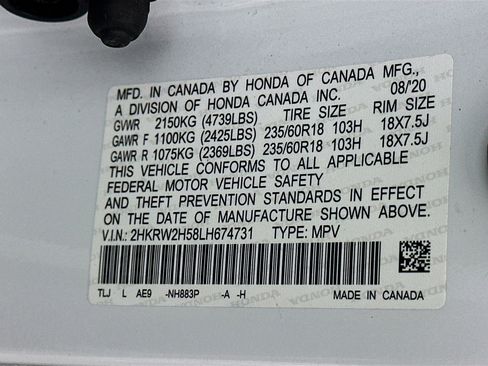 MFD. IN CANADA BY HONDA OF CANADA MFG., 08/20
A DIVISION OF HONDA CANADA INC.
GVWR 2150KG (4739LBS) TIRE SIZE RIM SIZE
GAWR F 1100KG (2425LBS) 235/60R18 103H 18X7.5J
GAWR R 1075KG (2369LBS) 235/60R18 103H 18X7.5J
THIS VEHICLE CONFORMS TO ALL APPLICABLE
FEDERAL MOTOR VEHICLE SAFETY
AND THEFT PREVENTION STANDARDS IN EFFECT
ON THE DATE OF MANUFACTURE SHOWN ABOVE.
V.I.N.: 2HKRW2H58LH674731 TYPE: MPV
TLJ L AE9 -NH883P -A -H MADE IN CANADA